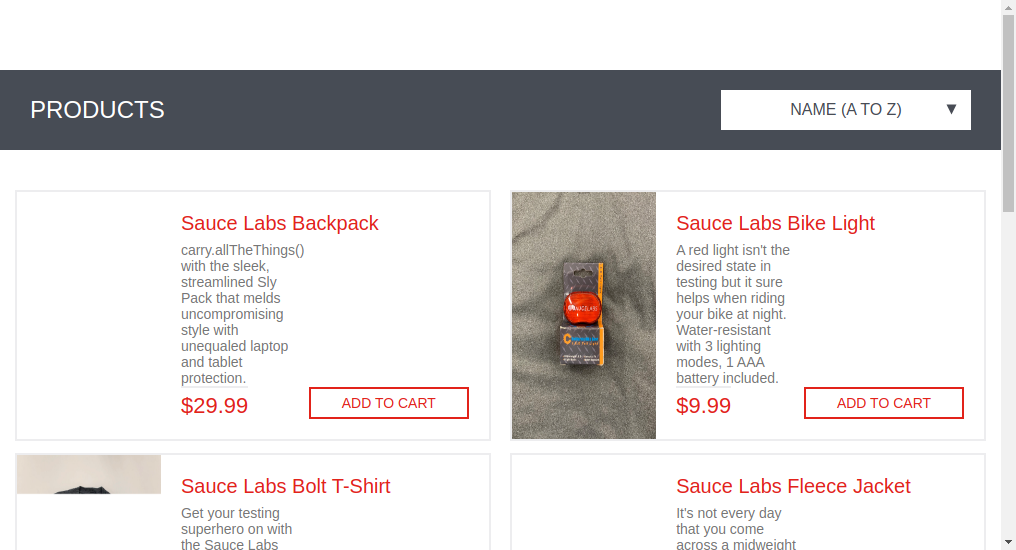 PRODUCTS
NAME (A TO Z) ▼
Sauce Labs Backpack
carry.allTheThings()
with the sleek,
streamlined Sly
Pack that melds
uncompromising
style with
unequaled laptop
and tablet
protection.
$29.99
ADD TO CART
Sauce Labs Bike Light
A red light isn't the
desired state in
testing but it sure
helps when riding
your bike at night.
Water-resistant
with 3 lighting
modes, 1 AAA
battery included.
$9.99
ADD TO CART
Sauce Labs Bolt T-Shirt
Get your testing
superhero on with
the Sauce Labs
Sauce Labs Fleece Jacket
It's not every day
that you come
across a midweight